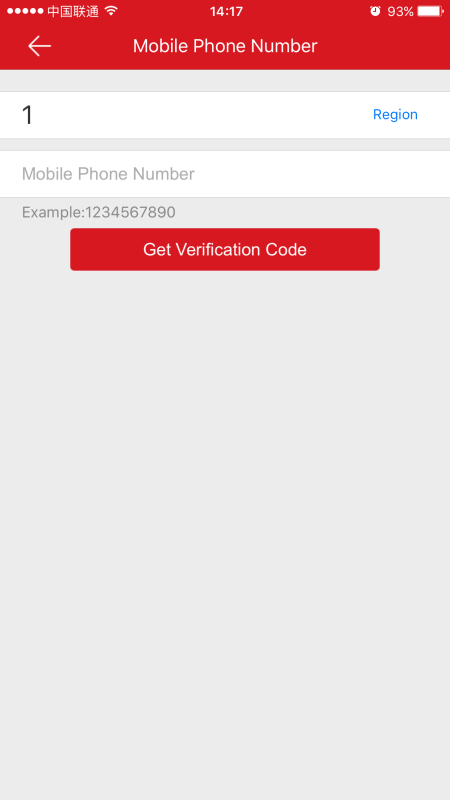 中国联通 14:17 93%
Mobile Phone Number
1 Region
Mobile Phone Number
Example:1234567890
Get Verification Code